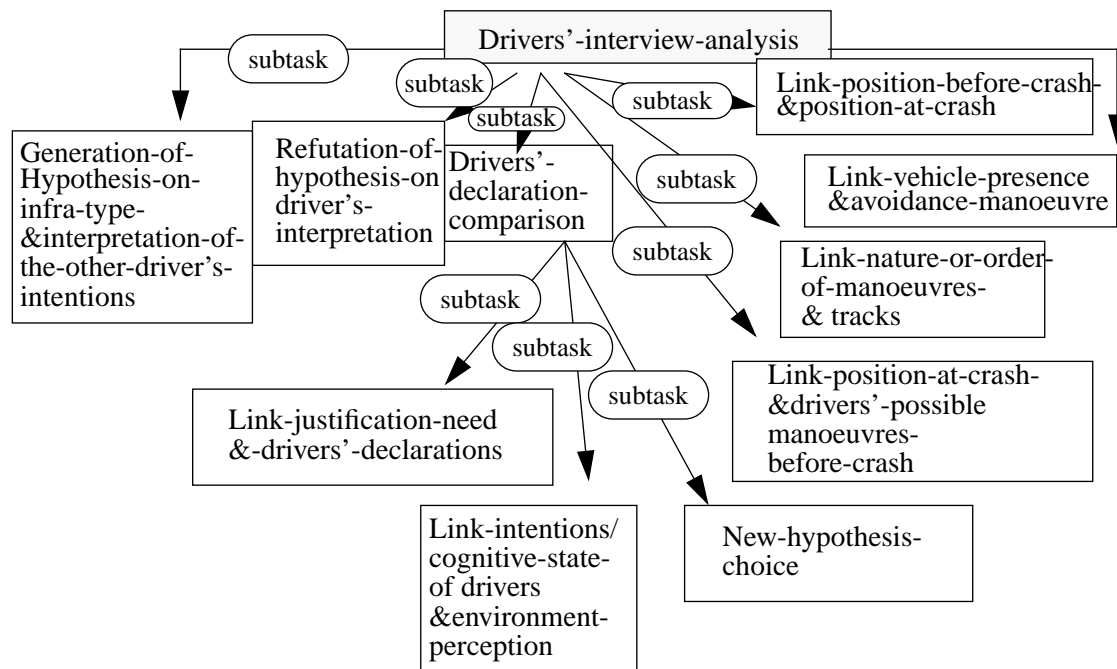 Drivers’-interview-analysis
subtask
subtask
subtask
subtask
Link-position-before-crash-
&position-at-crash
Generation-of-
Hypothesis-on-
infra-type-
&interpretation-of-
the-other-driver's-
intentions
Refutation-of-
hypothesis-on
driver's-
interpretation
Drivers’-
declaration-
comparison
subtask
Link-vehicle-presence
&avoidance-manoeuvre
subtask
Link-nature-or-order-
of-manoeuvres-
& tracks
subtask
subtask
subtask
Link-position-at-crash-
&drivers’-possible
manoeuvres-
before-crash
Link-justification-need
&-drivers’-declarations
Link-intentions/
cognitive-state-
of drivers
&environment-
perception
New-hypothesis-
choice